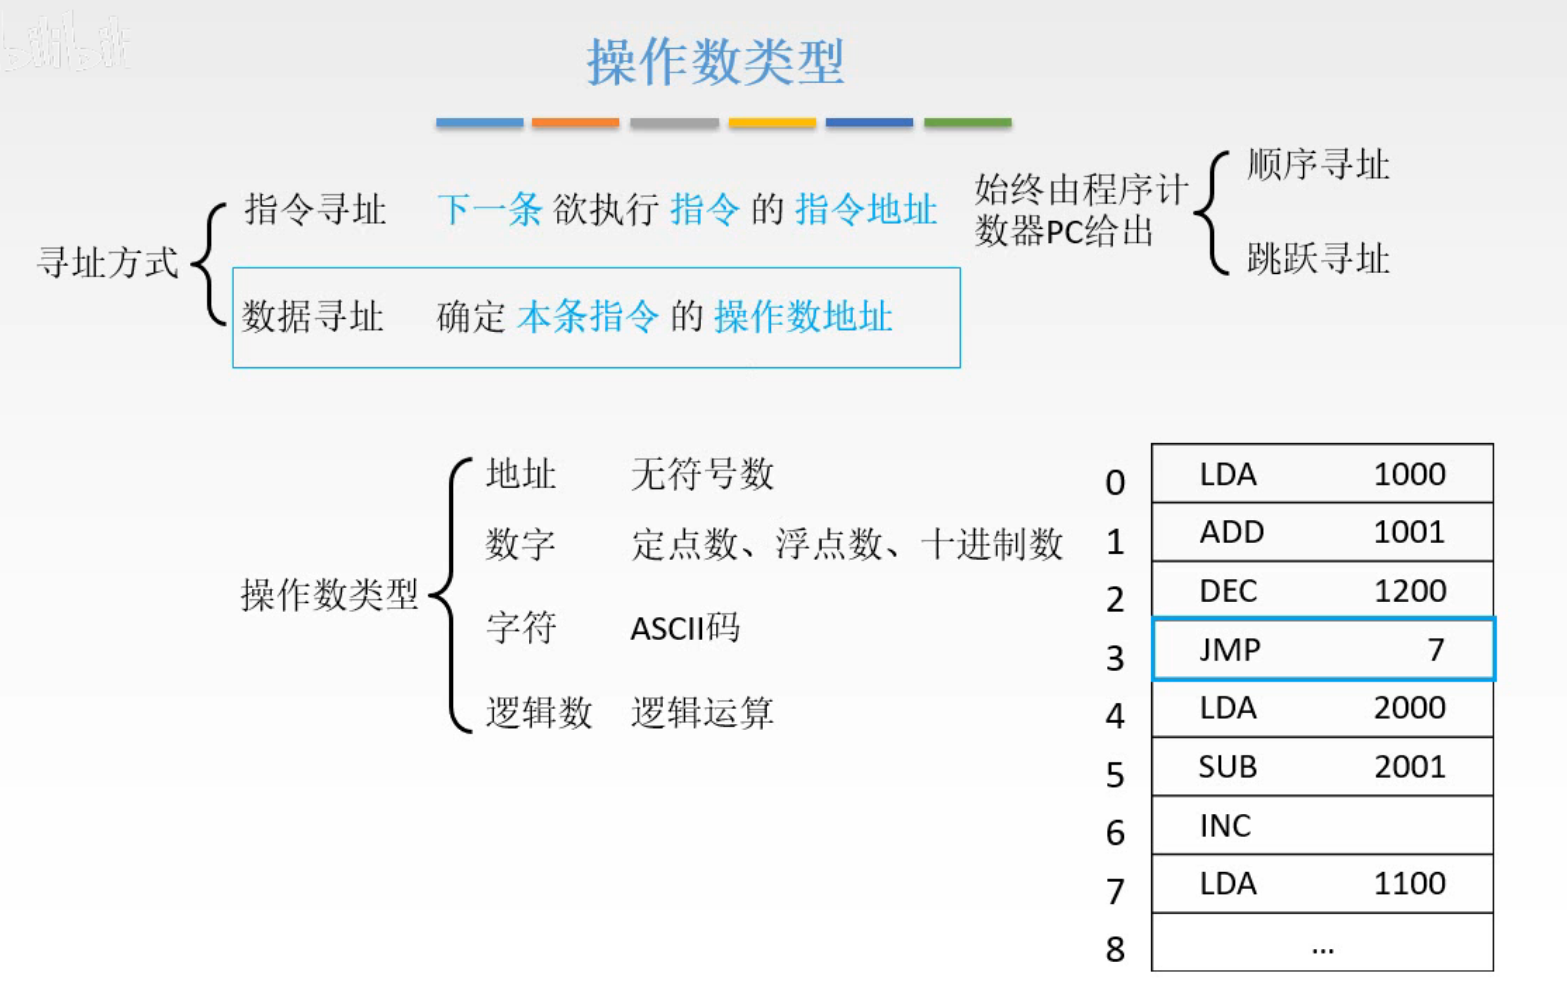 操作数类型
指令寻址 下一条 欲执行 指令 的 指令地址
始终由程序计
数器PC给出
顺序寻址
跳跃寻址
寻址方式
数据寻址 确定 本条指令 的 操作数地址
操作数类型
地址 无符号数
数字 定点数、浮点数、十进制数
字符 ASCII码
逻辑数 逻辑运算
0 LDA 1000
1 ADD 1001
2 DEC 1200
3 JMP 7
4 LDA 2000
5 SUB 2001
6 INC
7 LDA 1100
8 ...